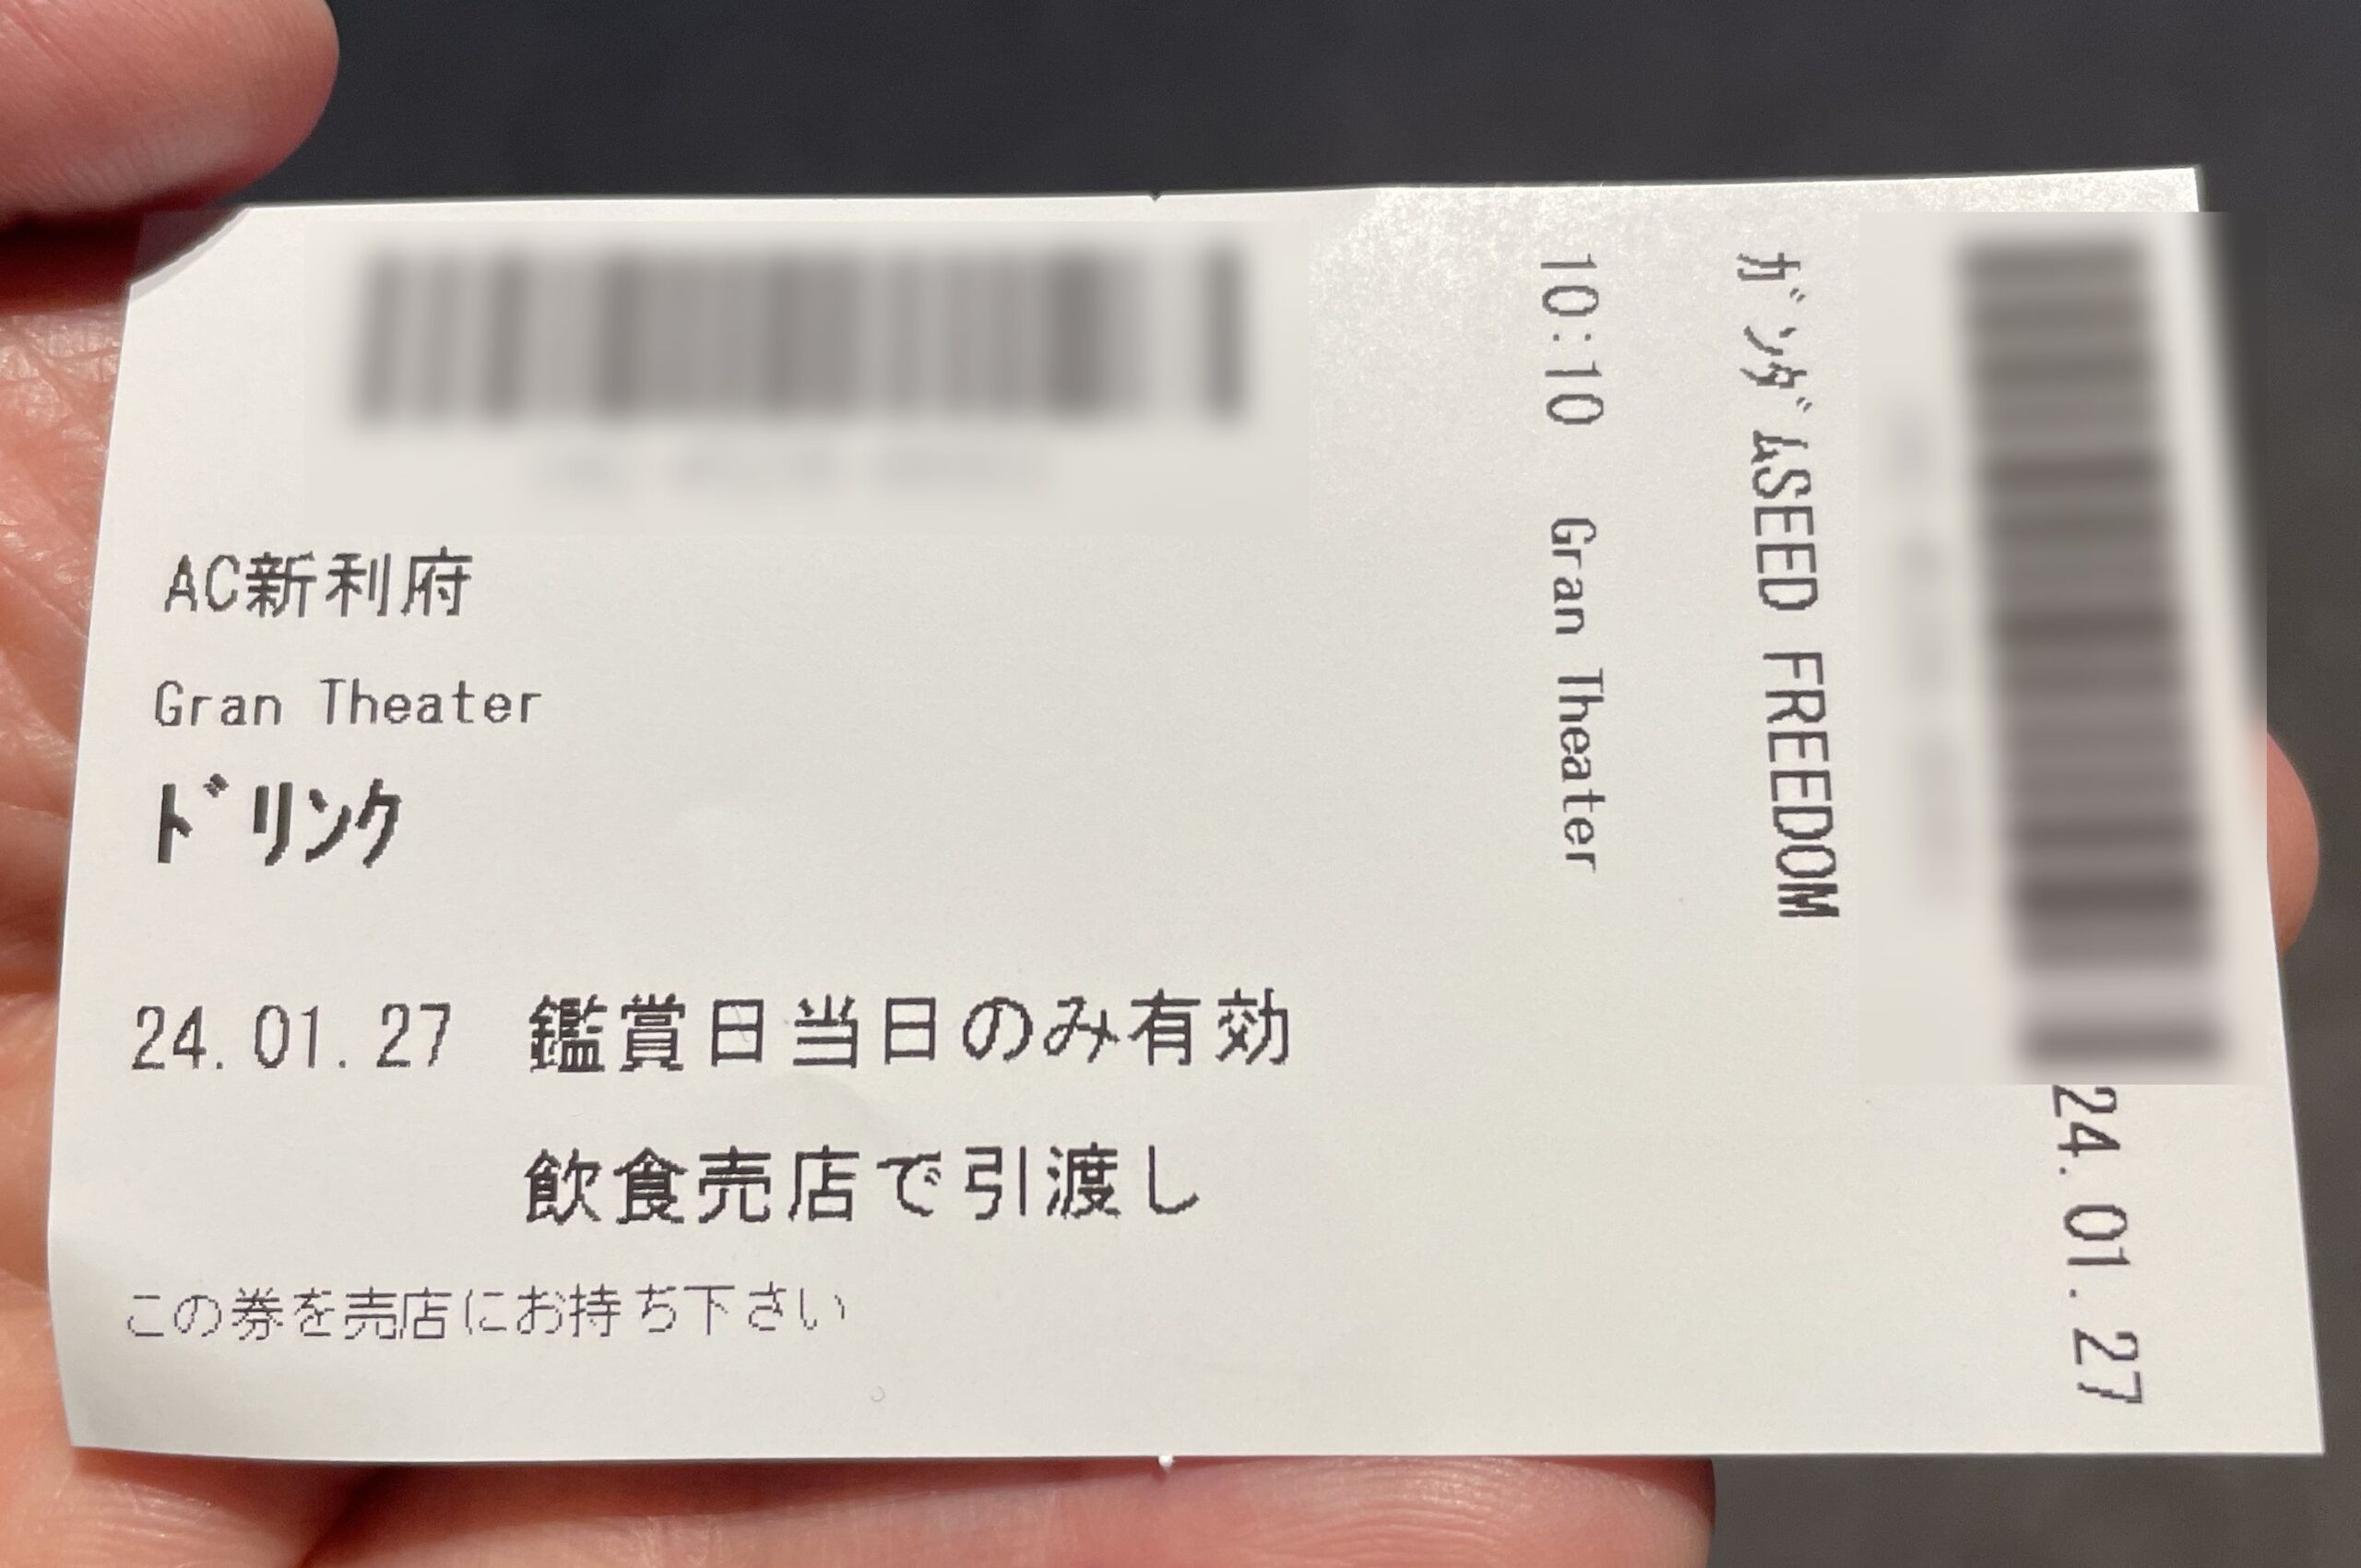 AC新利府
Gran Theater
ﾄﾞﾘﾝｸ
24.01.27 鑑賞日当日のみ有効
飲食売店で引渡し
この券を売店にお持ち下さい
ｶﾞﾝﾀﾞﾑSEED FREEDOM
10:10 Gran Theater
24.01.27